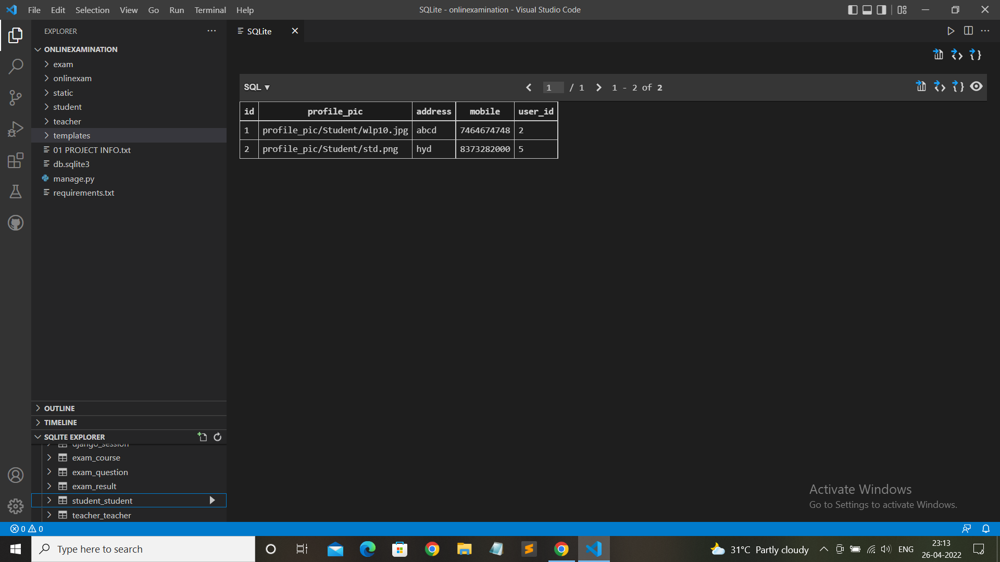 File Edit Selection View Go Run Terminal Help
SQLite - onlinexamination - Visual Studio Code
EXPLORER
SQLite
ONLINEXAMINATION
exam
onlinexam
static
student
teacher
templates
01 PROJECT INFO.txt
db.sqlite3
manage.py
requirements.txt
SQL ▼ 1 / 1 1 - 2 of 2
id profile_pic address mobile user_id
1 profile_pic/Student/wlp10.jpg abcd 7464674748 2
2 profile_pic/Student/std.png hyd 8373282000 5
OUTLINE
TIMELINE
SQLITE EXPLORER
django_session
exam_course
exam_question
exam_result
student_student
teacher_teacher
Activate Windows
Go to Settings to activate Windows.
0 0
Type here to search
31°C Partly cloudy
ENG
23:13
26-04-2022